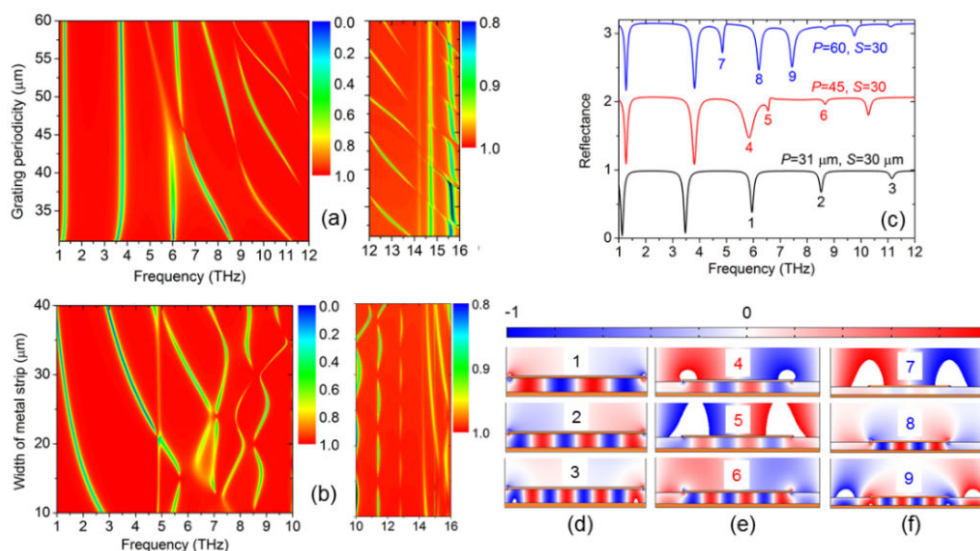 60
55
50
45
40
35
Grating periodicity (μm)
1 2 3 4 5 6 7 8 9 10 11 12
Frequency (THz)
(a)
0.0
0.2
0.4
0.6
0.8
1.0
12 13 14 15 16
0.8
1.0
40
30
20
10
Width of metal strip (μm)
1 2 3 4 5 6 7 8 9 10
Frequency (THz)
(b)
0.0
0.2
0.4
0.6
0.8
1.0
10 12 14 16
0.8
1.0
3
2
1
0
Reflectance
P=60, S=30
7 8 9
P=45, S=30
4 5 6
P=31 μm, S=30 μm
1 2 3
(c)
1 2 3 4 5 6 7 8 9 10 11 12
Frequency (THz)
-1 0
1 4 7
2 5 8
3 6 9
(d) (e) (f)